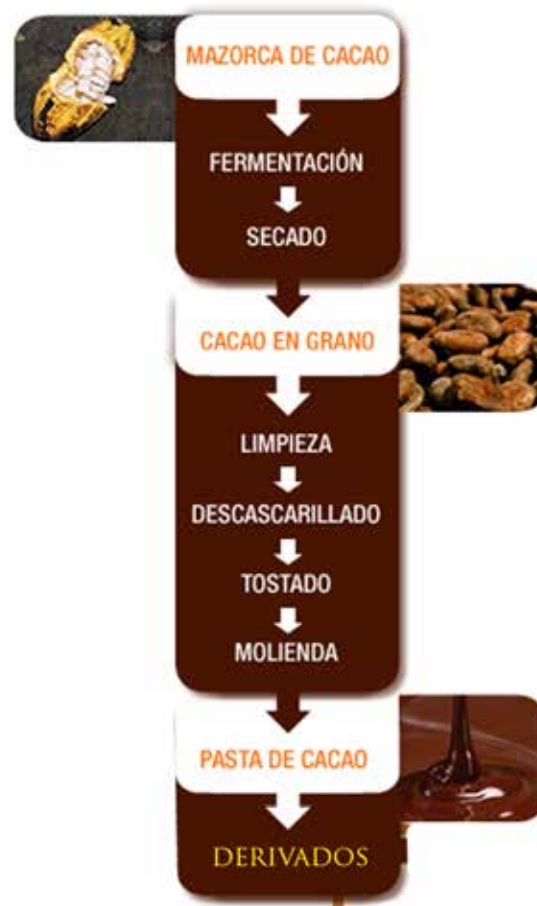 MAZORCA DE CACAO
FERMENTACIÓN
SECADO
CACAO EN GRANO
LIMPIEZA
DESCASCARILLADO
TOSTADO
MOLIENDA
PASTA DE CACAO
DERIVADOS